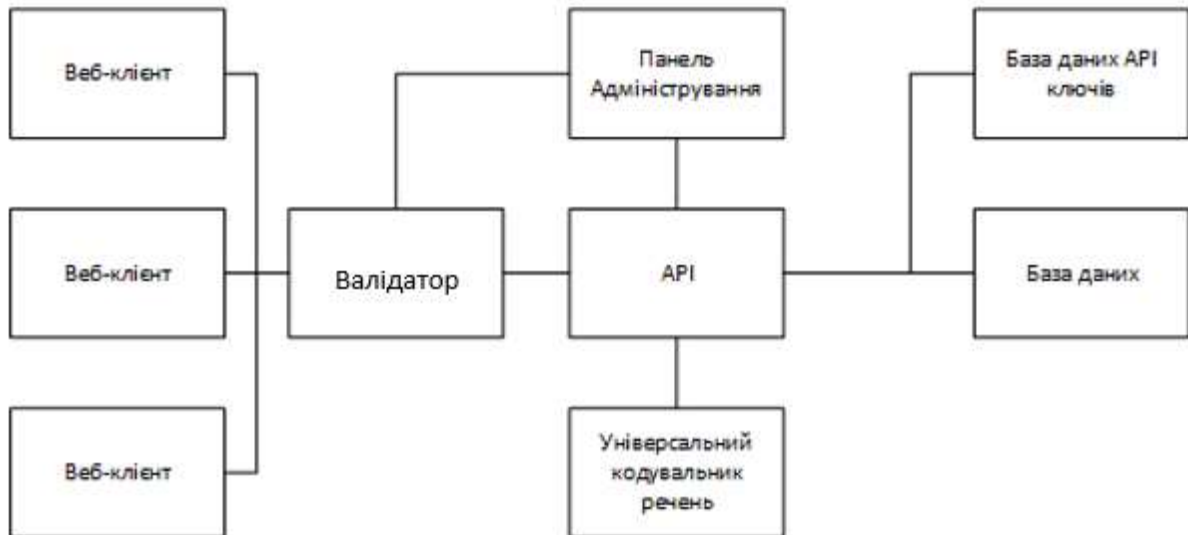 Веб-клієнт
Панель
Адміністрування
База даних API
ключів
Веб-клієнт
Валідатор
API
База даних
Веб-клієнт
Універсальний
кодувальник
речень